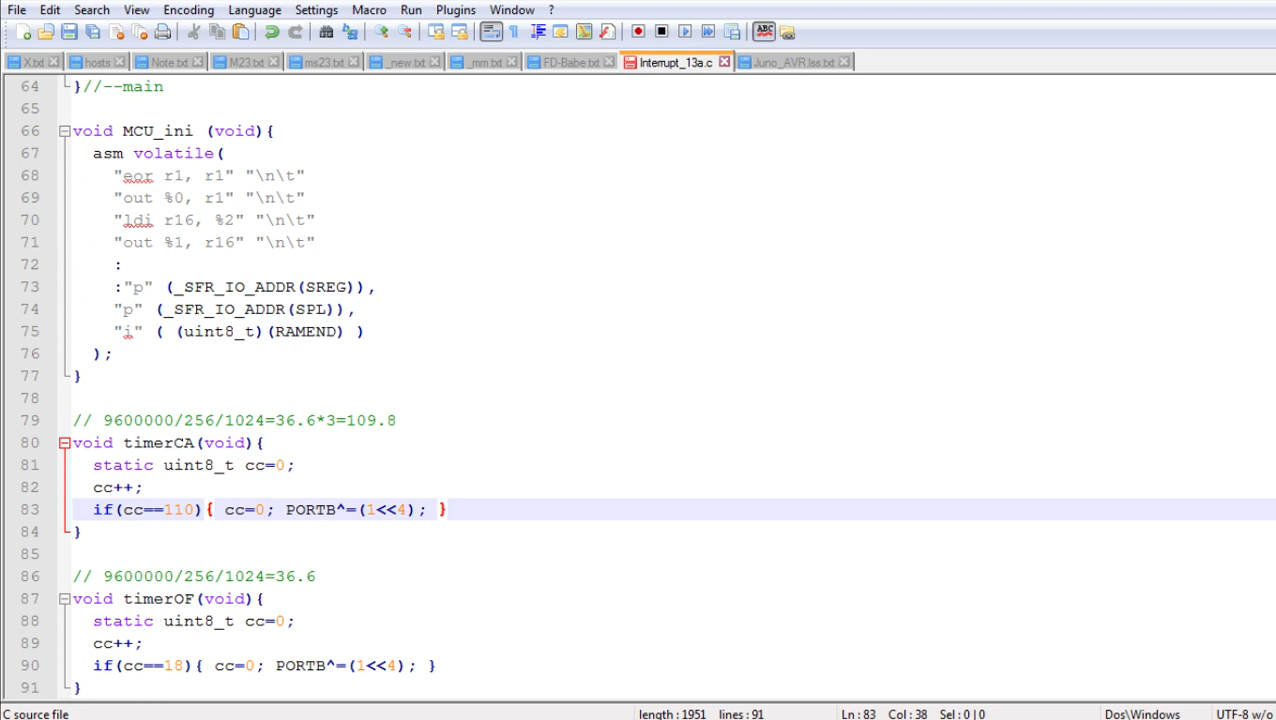 File Edit Search View Encoding Language Settings Macro Run Plugins Window ?
X.txt hosts Note.txt M23.txt ms23.txt _new.txt _mm.txt FD-Babe.txt Interrupt_13a.c Juno_AVR.lss.txt
64 }//--main
65
66 void MCU_ini (void){
67 asm volatile(
68 "eor r1, r1" "\n\t"
69 "out %0, r1" "\n\t"
70 "ldi r16, %2" "\n\t"
71 "out %1, r16" "\n\t"
72 :
73 :"p" (_SFR_IO_ADDR(SREG)),
74 "p" (_SFR_IO_ADDR(SPL)),
75 "i" ( (uint8_t)(RAMEND) )
76 );
77 }
78
79 // 9600000/256/1024=36.6*3=109.8
80 void timerCA(void){
81 static uint8_t cc=0;
82 cc++;
83 if(cc==110){ cc=0; PORTB^=(1<<4); }
84 }
85
86 // 9600000/256/1024=36.6
87 void timerOF(void){
88 static uint8_t cc=0;
89 cc++;
90 if(cc==18){ cc=0; PORTB^=(1<<4); }
91 }
C source file length : 1951 lines : 91 Ln : 83 Col : 38 Sel : 0 | 0 Dos\Windows UTF-8 w/o